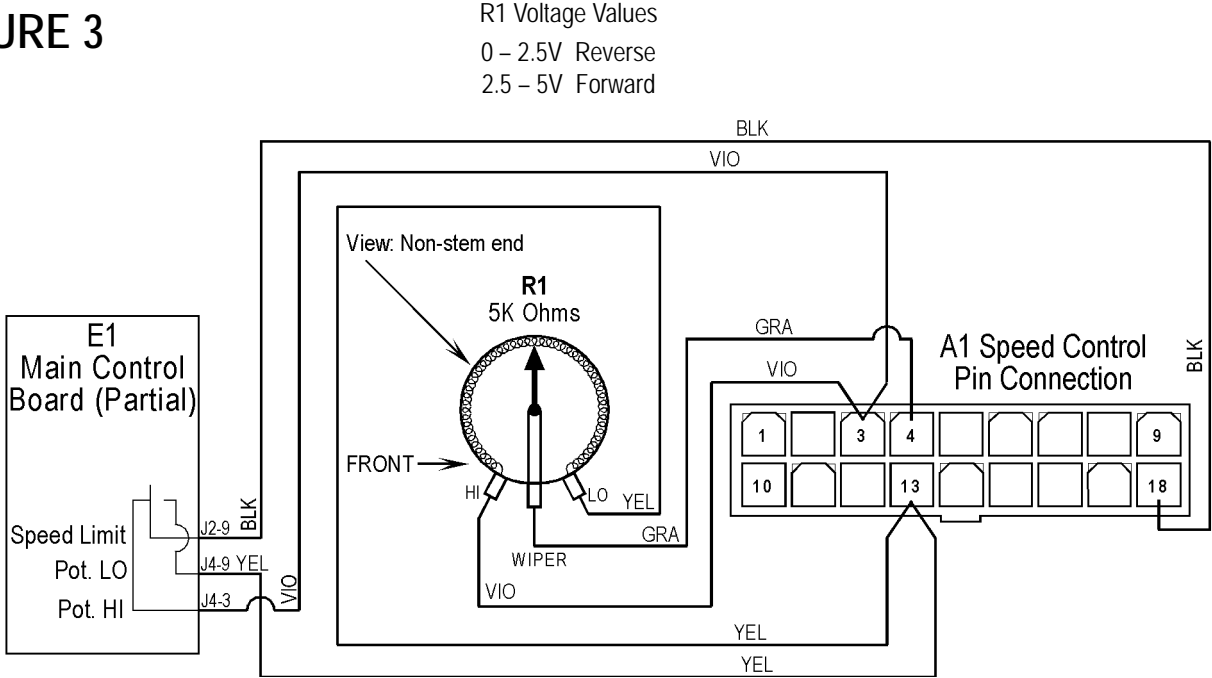 URE 3
R1 Voltage Values
0 – 2.5V Reverse
2.5 – 5V Forward
BLK
VIO
View: Non-stem end
R1
5K Ohms
E1
Main Control
Board (Partial)
GRA
A1 Speed Control
Pin Connection
BLK
VIO
1
3
4
9
FRONT
HI
LO
YEL
10
13
18
GRA
WIPER
Speed Limit
J2-9
BLK
Pot. LO
J4-9 YEL
Pot. HI
J4-3
VIO
VIO
YEL
YEL